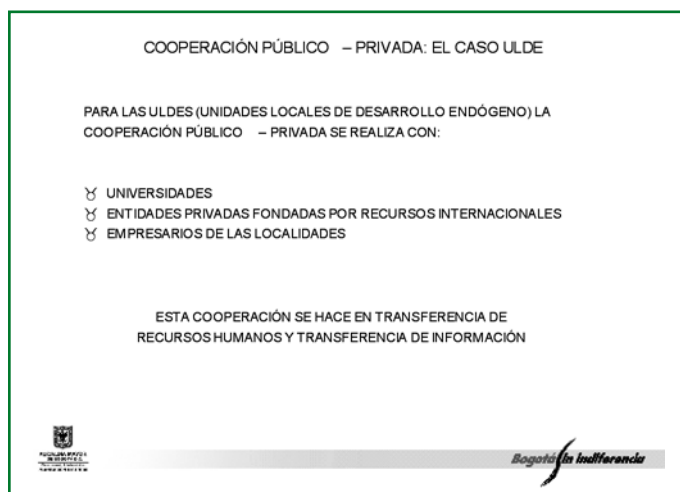 COOPERACIÓN PÚBLICO – PRIVADA: EL CASO ULDE
PARA LAS ULDES (UNIDADES LOCALES DE DESARROLLO ENDÓGENO) LA
COOPERACIÓN PÚBLICO – PRIVADA SE REALIZA CON:
UNIVERSIDADES
ENTIDADES PRIVADAS FONDADAS POR RECURSOS INTERNACIONALES
EMPRESARIOS DE LAS LOCALIDADES
ESTA COOPERACIÓN SE HACE EN TRANSFERENCIA DE
RECURSOS HUMANOS Y TRANSFERENCIA DE INFORMACIÓN
Bogotá in indiferencia